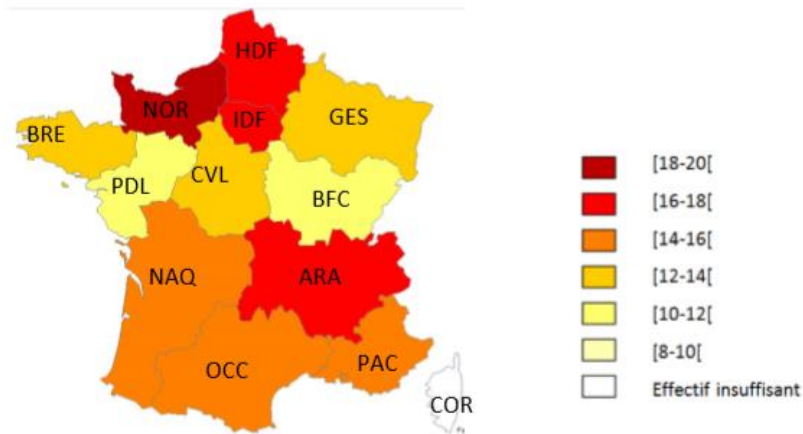 HDF
NOR
IDF
GES
BRE
PDL
CVL
BFC
NAQ
ARA
OCC
PAC
COR
[18-20[
[16-18[
[14-16[
[12-14[
[10-12[
[8-10[
Effectif insuffisant